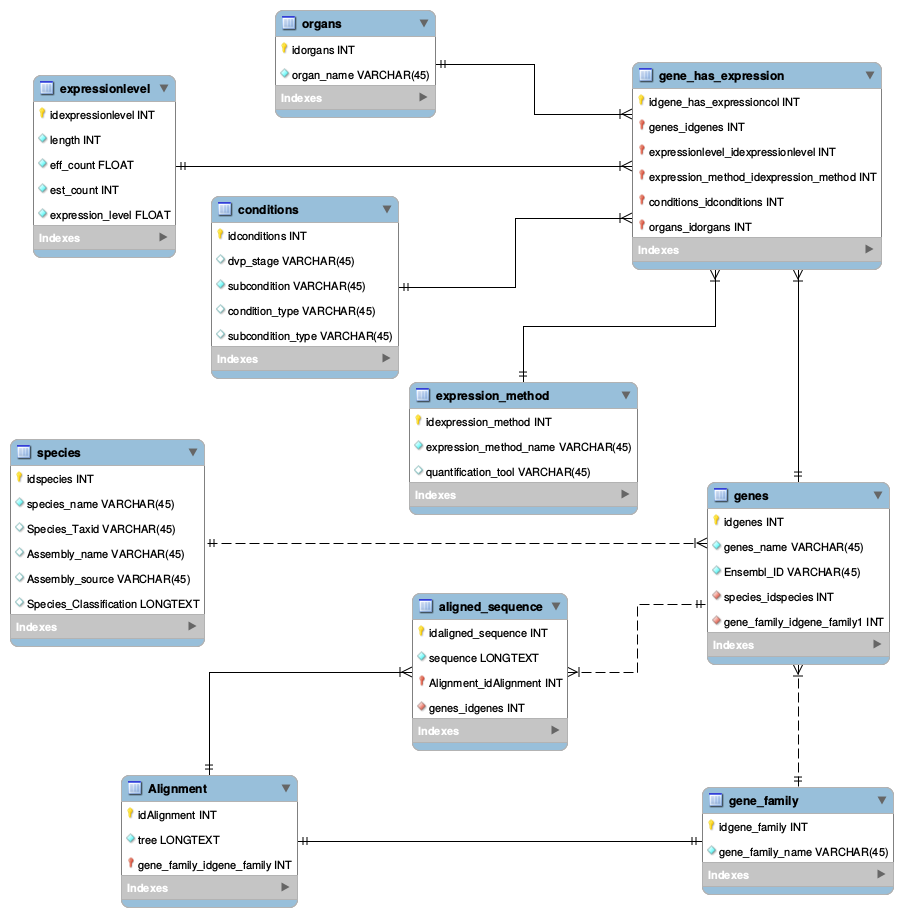 organs
idorgans INT
organ_name VARCHAR(45)
Indexes
expressionlevel
idexpressionlevel INT
length INT
eff_count FLOAT
est_count INT
expression_level FLOAT
Indexes
gene_has_expression
idgene_has_expressioncol INT
genes_idgenes INT
expressionlevel_idexpressionlevel INT
expression_method_idexpression_method INT
conditions_idconditions INT
organs_idorgans INT
Indexes
conditions
idconditions INT
dvp_stage VARCHAR(45)
subcondition VARCHAR(45)
condition_type VARCHAR(45)
subcondition_type VARCHAR(45)
Indexes
expression_method
idexpression_method INT
expression_method_name VARCHAR(45)
quantification_tool VARCHAR(45)
Indexes
species
idspecies INT
species_name VARCHAR(45)
Species_Taxid VARCHAR(45)
Assembly_name VARCHAR(45)
Assembly_source VARCHAR(45)
Species_Classification LONGTEXT
Indexes
genes
idgenes INT
genes_name VARCHAR(45)
Ensembl_ID VARCHAR(45)
species_idspecies INT
gene_family_idgene_family1 INT
Indexes
aligned_sequence
idaligned_sequence INT
sequence LONGTEXT
Alignment_idAlignment INT
genes_idgenes INT
Indexes
Alignment
idAlignment INT
tree LONGTEXT
gene_family_idgene_family INT
Indexes
gene_family
idgene_family INT
gene_family_name VARCHAR(45)
Indexes